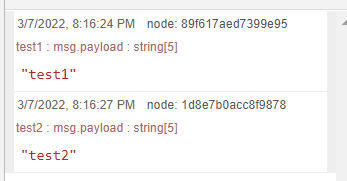 3/7/2022, 8:16:24 PM node: 89f617aed7399e95
test1 : msg.payload : string[5]
"test1"
3/7/2022, 8:16:27 PM node: 1d8e7b0acc8f9878
test2 : msg.payload : string[5]
"test2"